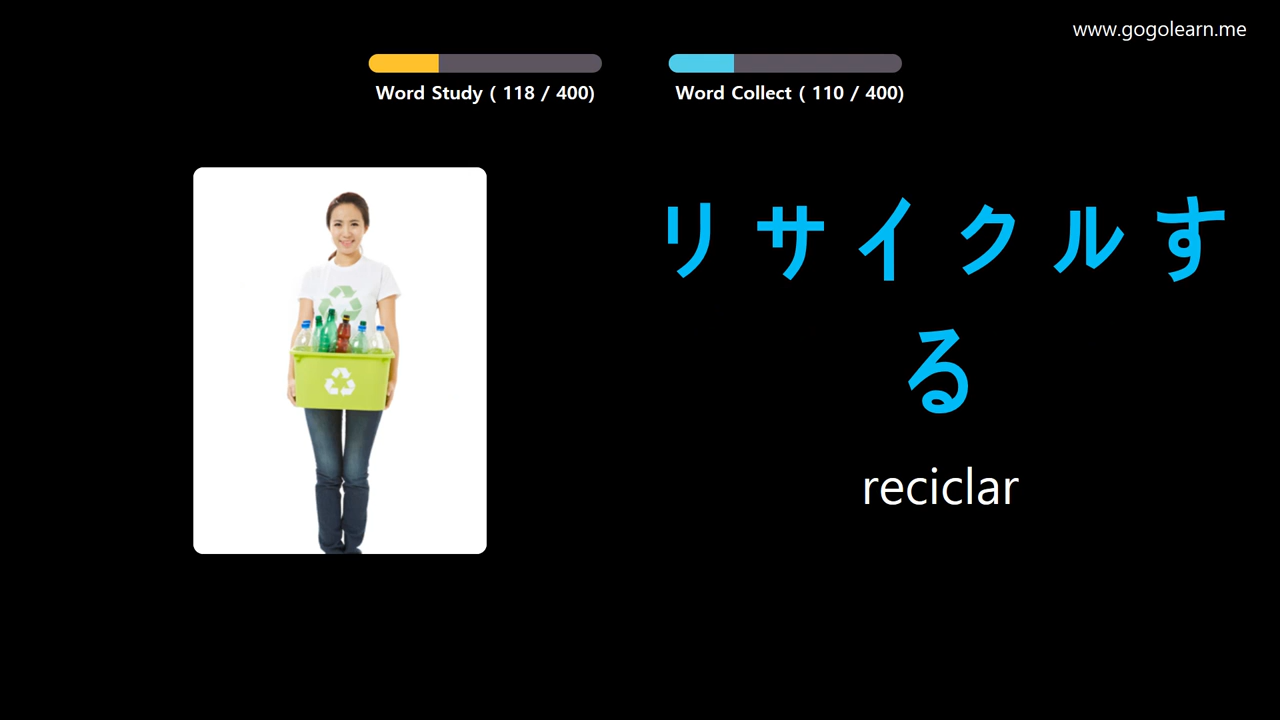 www.gogolearn.me
Word Study ( 118 / 400)
Word Collect ( 110 / 400)
リサイクルす
る
reciclar